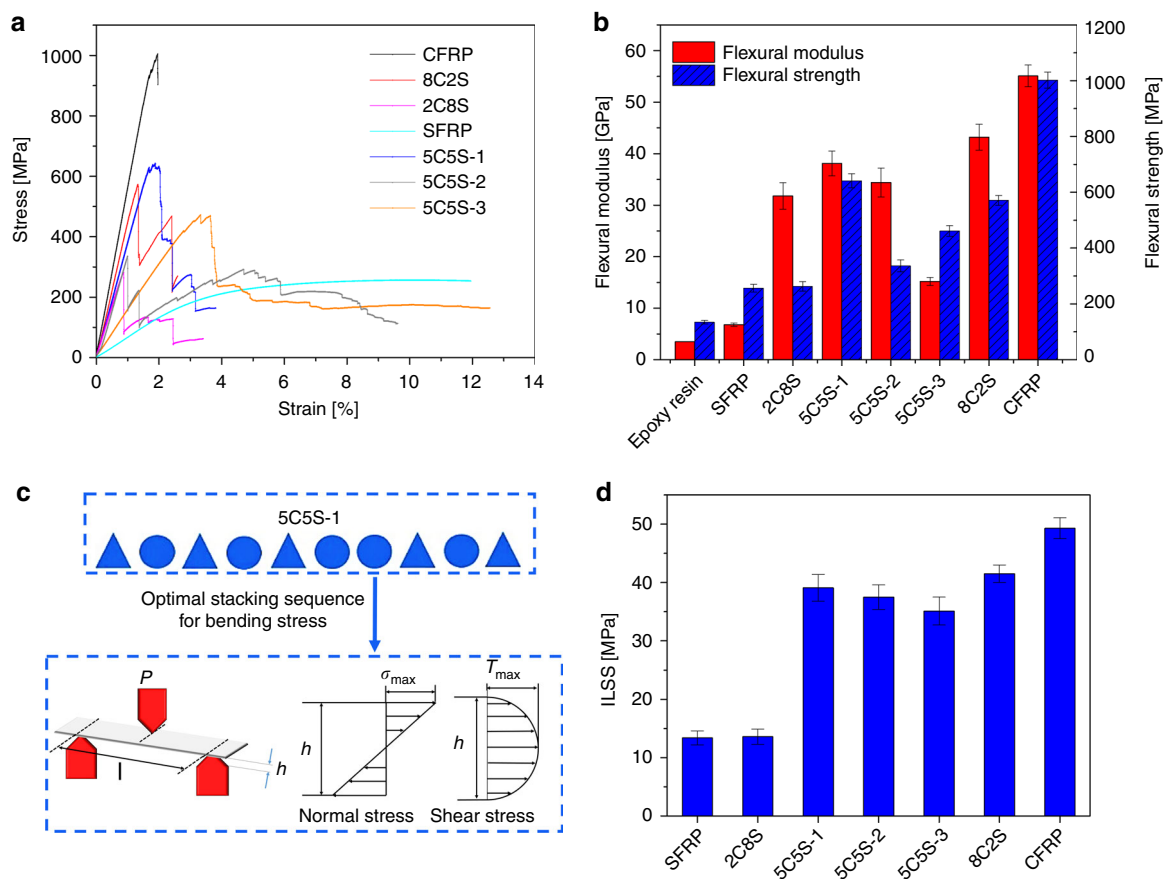 a
Stress [MPa]
1000
800
600
400
200
0
0 2 4 6 8 10 12 14
Strain [%]
CFRP
8C2S
2C8S
SFRP
5C5S-1
5C5S-2
5C5S-3
b
Flexural modulus [GPa]
60
55
50
40
30
20
10
0
Flexural modulus
Flexural strength
1200
1000
800
600
400
200
0
Flexural strength [MPa]
Epoxy resin
SFRP
2C8S
5C5S-1
5C5S-2
5C5S-3
8C2S
CFRP
c
5C5S-1
Optimal stacking sequence
for bending stress
P
l
h
σmax
h
Normal stress
Tmax
h
Shear stress
d
ILSS [MPa]
50
40
30
20
10
0
SFRP
2C8S
5C5S-1
5C5S-2
5C5S-3
8C2S
CFRP